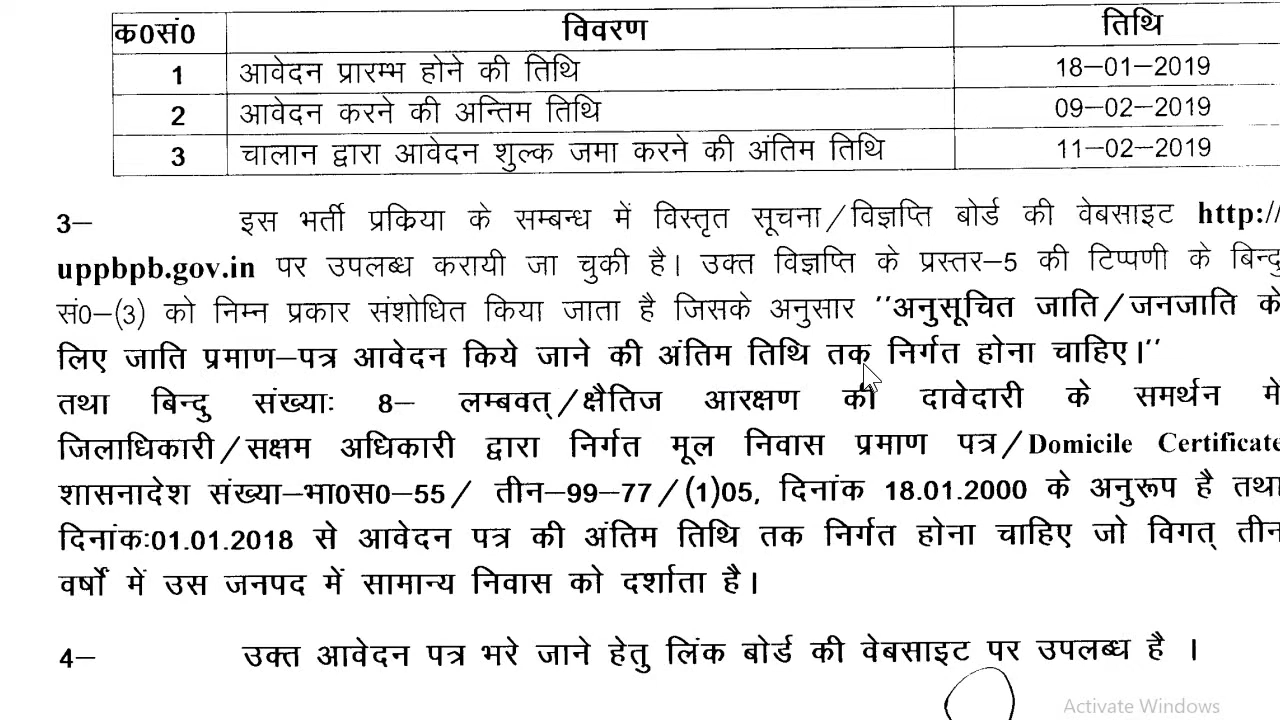 क0सं0 विवरण तिथि
1 आवेदन प्रारम्भ होने की तिथि 18–01–2019
2 आवेदन करने की अन्तिम तिथि 09–02–2019
3 चालान द्वारा आवेदन शुल्क जमा करने की अंतिम तिथि 11–02–2019
3– इस भर्ती प्रक्रिया के सम्बन्ध में विस्तृत सूचना/विज्ञप्ति बोर्ड की वेबसाइट http://
uppbpb.gov.in पर उपलब्ध करायी जा चुकी है। उक्त विज्ञप्ति के प्रस्तर–5 की टिप्पणी के बिन्दु
सं0–(3) को निम्न प्रकार संशोधित किया जाता है जिसके अनुसार ''अनुसूचित जाति/जनजाति के
लिए जाति प्रमाण–पत्र आवेदन किये जाने की अंतिम तिथि तक निर्गत होना चाहिए।''
तथा बिन्दु संख्याः 8– लम्बवत्/क्षैतिज आरक्षण की दावेदारी के समर्थन में
जिलाधिकारी/सक्षम अधिकारी द्वारा निर्गत मूल निवास प्रमाण पत्र/Domicile Certificate
शासनादेश संख्या–भा0स0–55/ तीन–99–77/(1)05, दिनांक 18.01.2000 के अनुरूप है तथा
दिनांक:01.01.2018 से आवेदन पत्र की अंतिम तिथि तक निर्गत होना चाहिए जो विगत् तीन
वर्षों में उस जनपद में सामान्य निवास को दर्शाता है।
4– उक्त आवेदन पत्र भरे जाने हेतु लिंक बोर्ड की वेबसाइट पर उपलब्ध है ।
Activate Windows